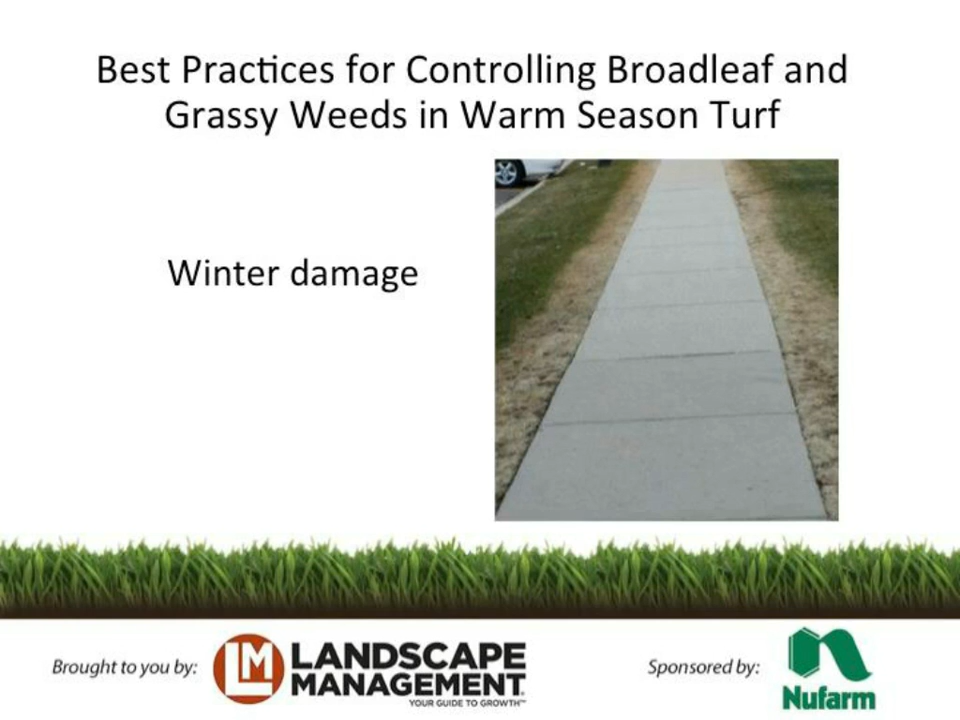 Best Practices for Controlling Broadleaf and
Grassy Weeds in Warm Season Turf
Winter damage
Brought to you by:
LM
LANDSCAPE
MANAGEMENT
YOUR GUIDE TO GROWTH℠
Sponsored by:
Nufarm